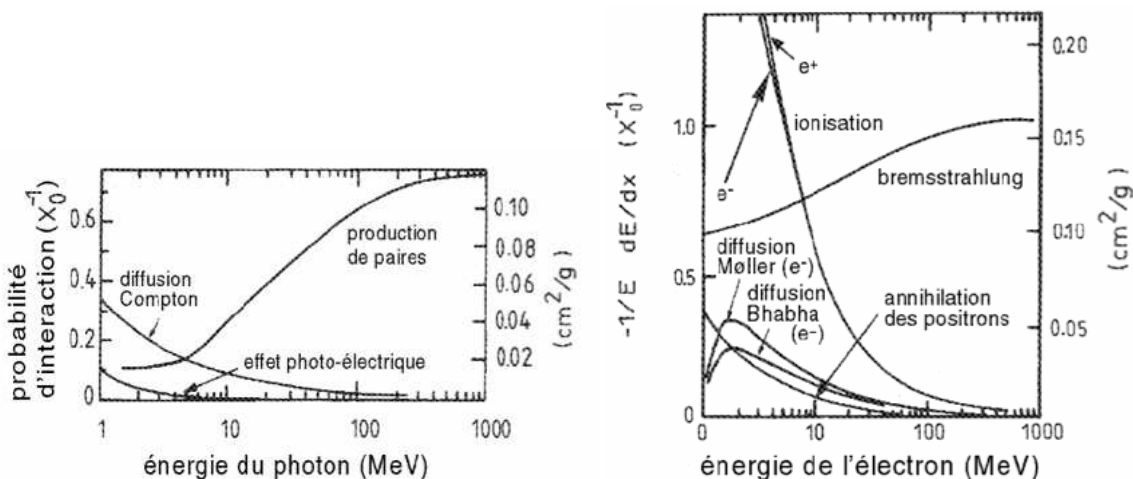 probabilité
d'interaction (X₀⁻¹)
0.6
0.4
0.2
0
0.10
0.08
0.06
0.04
0.02
(cm²/g)
production
de paires
diffusion
Compton
effet photo-électrique
1
10
100
1000
énergie du photon (MeV)
-1/E dE/dx (X₀⁻¹)
1.0
0.5
0
0.20
0.15
0.10
0.05
(cm²/g)
e⁺
ionisation
e⁻
bremsstrahlung
diffusion
Møller (e⁻)
diffusion
Bhabha
(e⁻)
annihilation
des positrons
0
10
100
1000
énergie de l'électron (MeV)